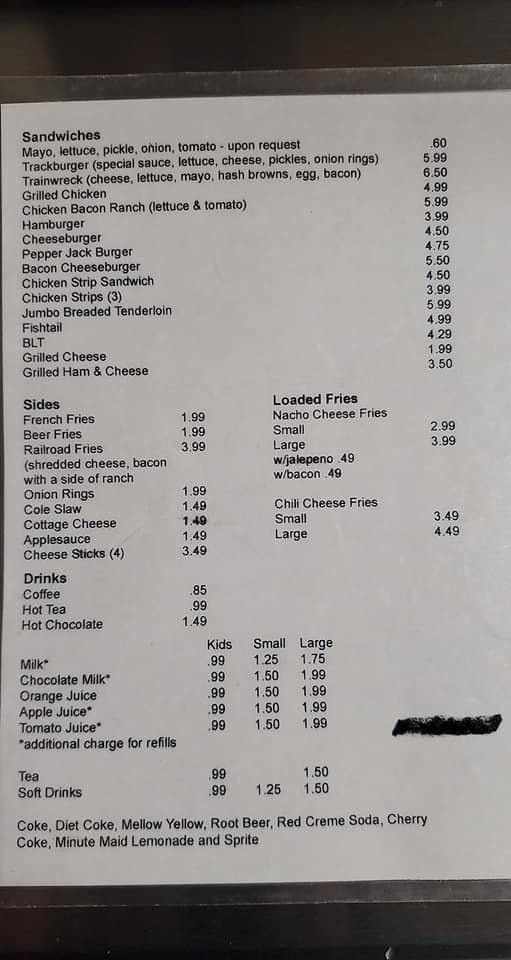 Sandwiches
Mayo, lettuce, pickle, onion, tomato - upon request .60
Trackburger (special sauce, lettuce, cheese, pickles, onion rings) 5.99
Trainwreck (cheese, lettuce, mayo, hash browns, egg, bacon) 6.50
Grilled Chicken 4.99
Chicken Bacon Ranch (lettuce & tomato) 5.99
Hamburger 3.99
Cheeseburger 4.50
Pepper Jack Burger 4.75
Bacon Cheeseburger 5.50
Chicken Strip Sandwich 4.50
Chicken Strips (3) 3.99
Jumbo Breaded Tenderloin 5.99
Fishtail 4.99
BLT 4.29
Grilled Cheese 1.99
Grilled Ham & Cheese 3.50
Sides
French Fries 1.99
Beer Fries 1.99
Railroad Fries 3.99
(shredded cheese, bacon
with a side of ranch
Onion Rings 1.99
Cole Slaw 1.49
Cottage Cheese 1.49
Applesauce 1.49
Cheese Sticks (4) 3.49
Loaded Fries
Nacho Cheese Fries
Small 2.99
Large 3.99
w/jalepeno .49
w/bacon .49
Chili Cheese Fries
Small 3.49
Large 4.49
Drinks
Coffee .85
Hot Tea .99
Hot Chocolate 1.49
Kids Small Large
Milk* .99 1.25 1.75
Chocolate Milk* .99 1.50 1.99
Orange Juice .99 1.50 1.99
Apple Juice* .99 1.50 1.99
Tomato Juice* .99 1.50 1.99
*additional charge for refills
Tea .99 1.50
Soft Drinks .99 1.25 1.50
Coke, Diet Coke, Mellow Yellow, Root Beer, Red Creme Soda, Cherry
Coke, Minute Maid Lemonade and Sprite